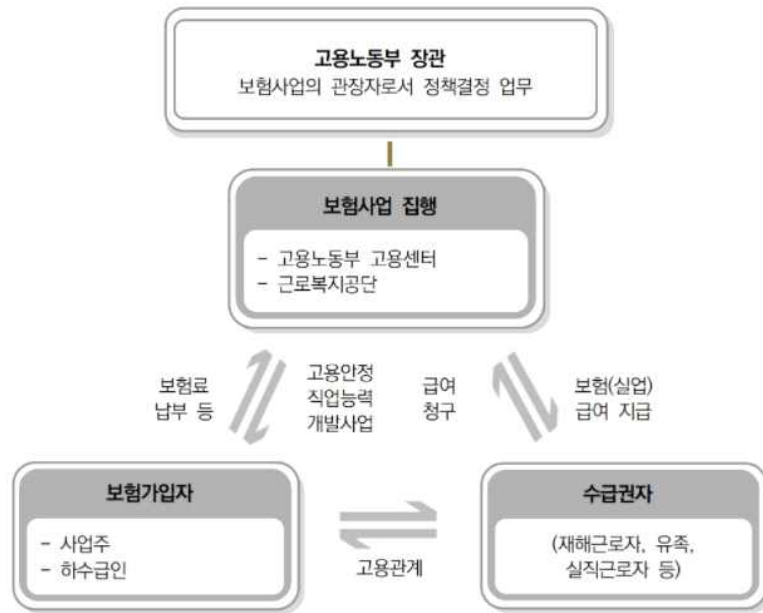 고용노동부 장관
보험사업의 관장자로서 정책결정 업무
보험사업 집행
- 고용노동부 고용센터
- 근로복지공단
보험료
납부 등
고용안정
직업능력
개발사업
급여
청구
보험(실업)
급여 지급
보험가입자
- 사업주
- 하수급인
고용관계
수급권자
(재해근로자, 유족,
실직근로자 등)